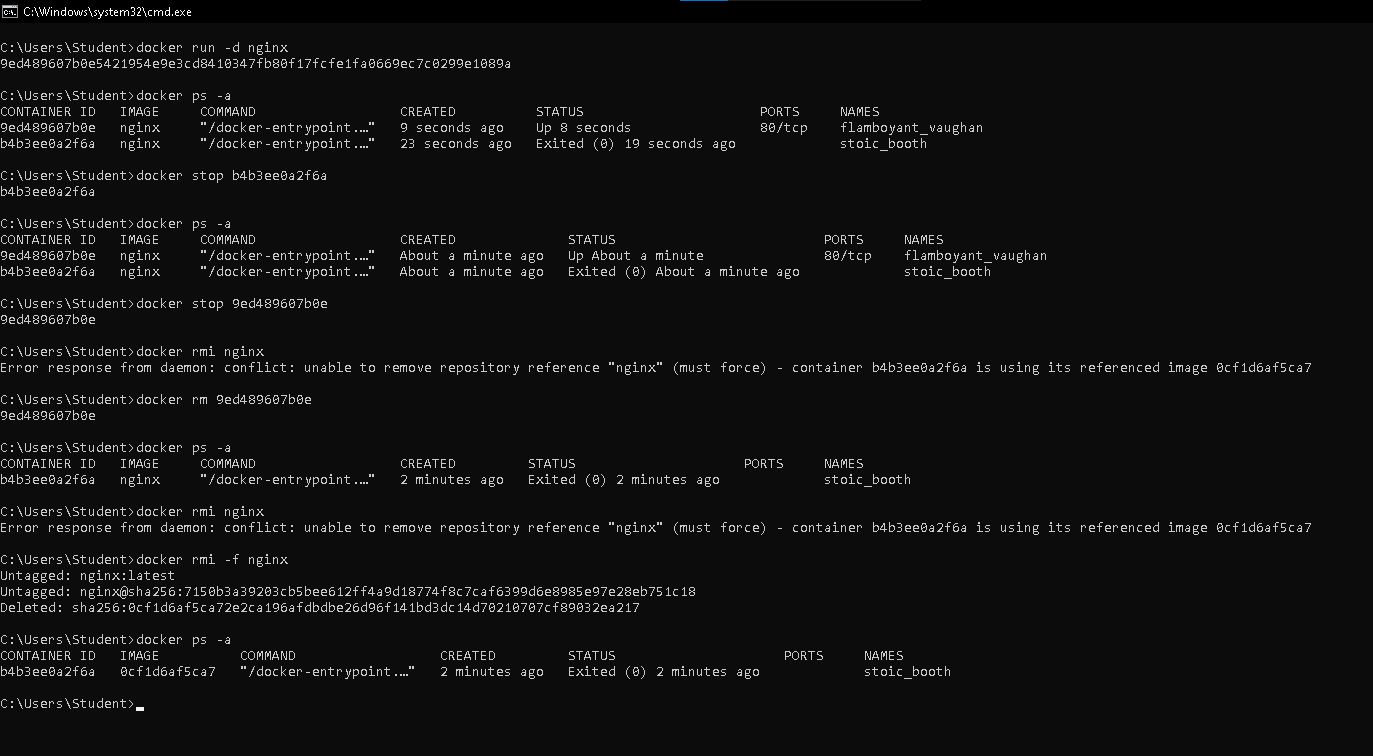 C:\Windows\system32\cmd.exe
C:\Users\Student>docker run -d nginx
9ed489607b0e5421954e9e3cd8410347fb80f17fcfe1fa0669ec7c0299e1089a
C:\Users\Student>docker ps -a
CONTAINER ID   IMAGE     COMMAND                  CREATED          STATUS                      PORTS     NAMES
9ed489607b0e   nginx     "/docker-entrypoint.…"   9 seconds ago    Up 8 seconds                80/tcp    flamboyant_vaughan
b4b3ee0a2f6a   nginx     "/docker-entrypoint.…"   23 seconds ago   Exited (0) 19 seconds ago             stoic_booth
C:\Users\Student>docker stop b4b3ee0a2f6a
b4b3ee0a2f6a
C:\Users\Student>docker ps -a
CONTAINER ID   IMAGE     COMMAND                  CREATED              STATUS                          PORTS     NAMES
9ed489607b0e   nginx     "/docker-entrypoint.…"   About a minute ago   Up About a minute               80/tcp    flamboyant_vaughan
b4b3ee0a2f6a   nginx     "/docker-entrypoint.…"   About a minute ago   Exited (0) About a minute ago             stoic_booth
C:\Users\Student>docker stop 9ed489607b0e
9ed489607b0e
C:\Users\Student>docker rmi nginx
Error response from daemon: conflict: unable to remove repository reference "nginx" (must force) - container b4b3ee0a2f6a is using its referenced image 0cf1d6af5ca7
C:\Users\Student>docker rm 9ed489607b0e
9ed489607b0e
C:\Users\Student>docker ps -a
CONTAINER ID   IMAGE     COMMAND                  CREATED         STATUS                     PORTS     NAMES
b4b3ee0a2f6a   nginx     "/docker-entrypoint.…"   2 minutes ago   Exited (0) 2 minutes ago             stoic_booth
C:\Users\Student>docker rmi nginx
Error response from daemon: conflict: unable to remove repository reference "nginx" (must force) - container b4b3ee0a2f6a is using its referenced image 0cf1d6af5ca7
C:\Users\Student>docker rmi -f nginx
Untagged: nginx:latest
Untagged: nginx@sha256:7150b3a39203cb5bee612ff4a9d18774f8c7caf6399d6e8985e97e28eb751c18
Deleted: sha256:0cf1d6af5ca72e2ca196afdbdbe26d96f141bd3dc14d70210707cf89032ea217
C:\Users\Student>docker ps -a
CONTAINER ID   IMAGE          COMMAND                  CREATED         STATUS                     PORTS     NAMES
b4b3ee0a2f6a   0cf1d6af5ca7   "/docker-entrypoint.…"   2 minutes ago   Exited (0) 2 minutes ago             stoic_booth
C:\Users\Student>